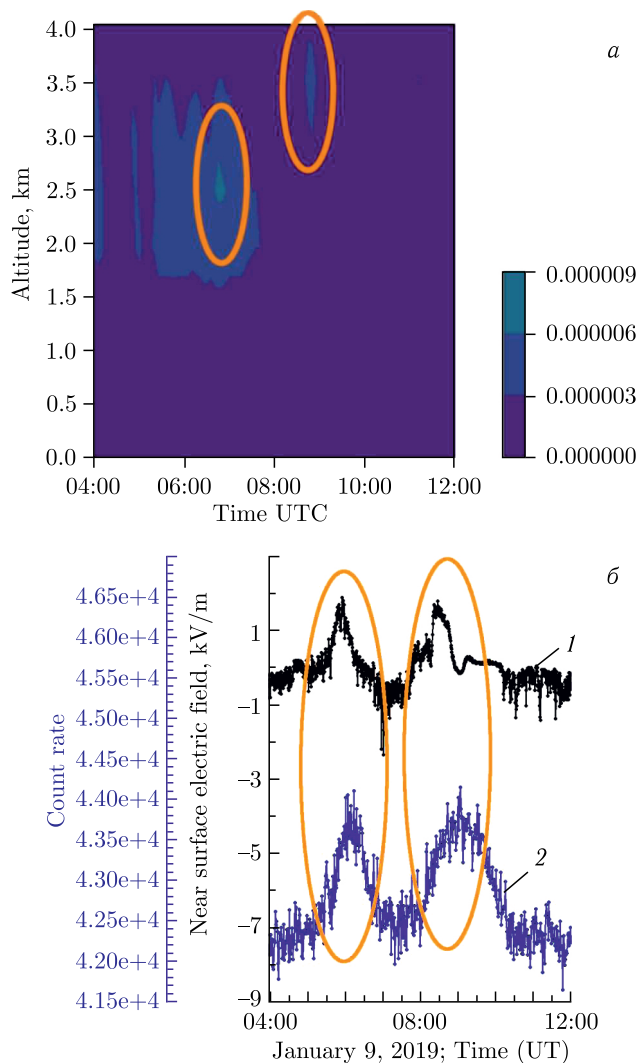 а
4.0
3.5
3.0
2.5
2.0
1.5
1.0
0.5
0.0
Altitude, km
04:00 06:00 08:00 10:00 12:00
Time UTC
0.000009
0.000006
0.000003
0.000000
б
4.65e+4
4.60e+4
4.55e+4
4.50e+4
4.45e+4
4.40e+4
4.35e+4
4.30e+4
4.25e+4
4.20e+4
4.15e+4
Count rate
Near surface electric field, kV/m
1
–1
–3
–5
–7
–9
1
2
04:00 08:00 12:00
January 9, 2019; Time (UT)